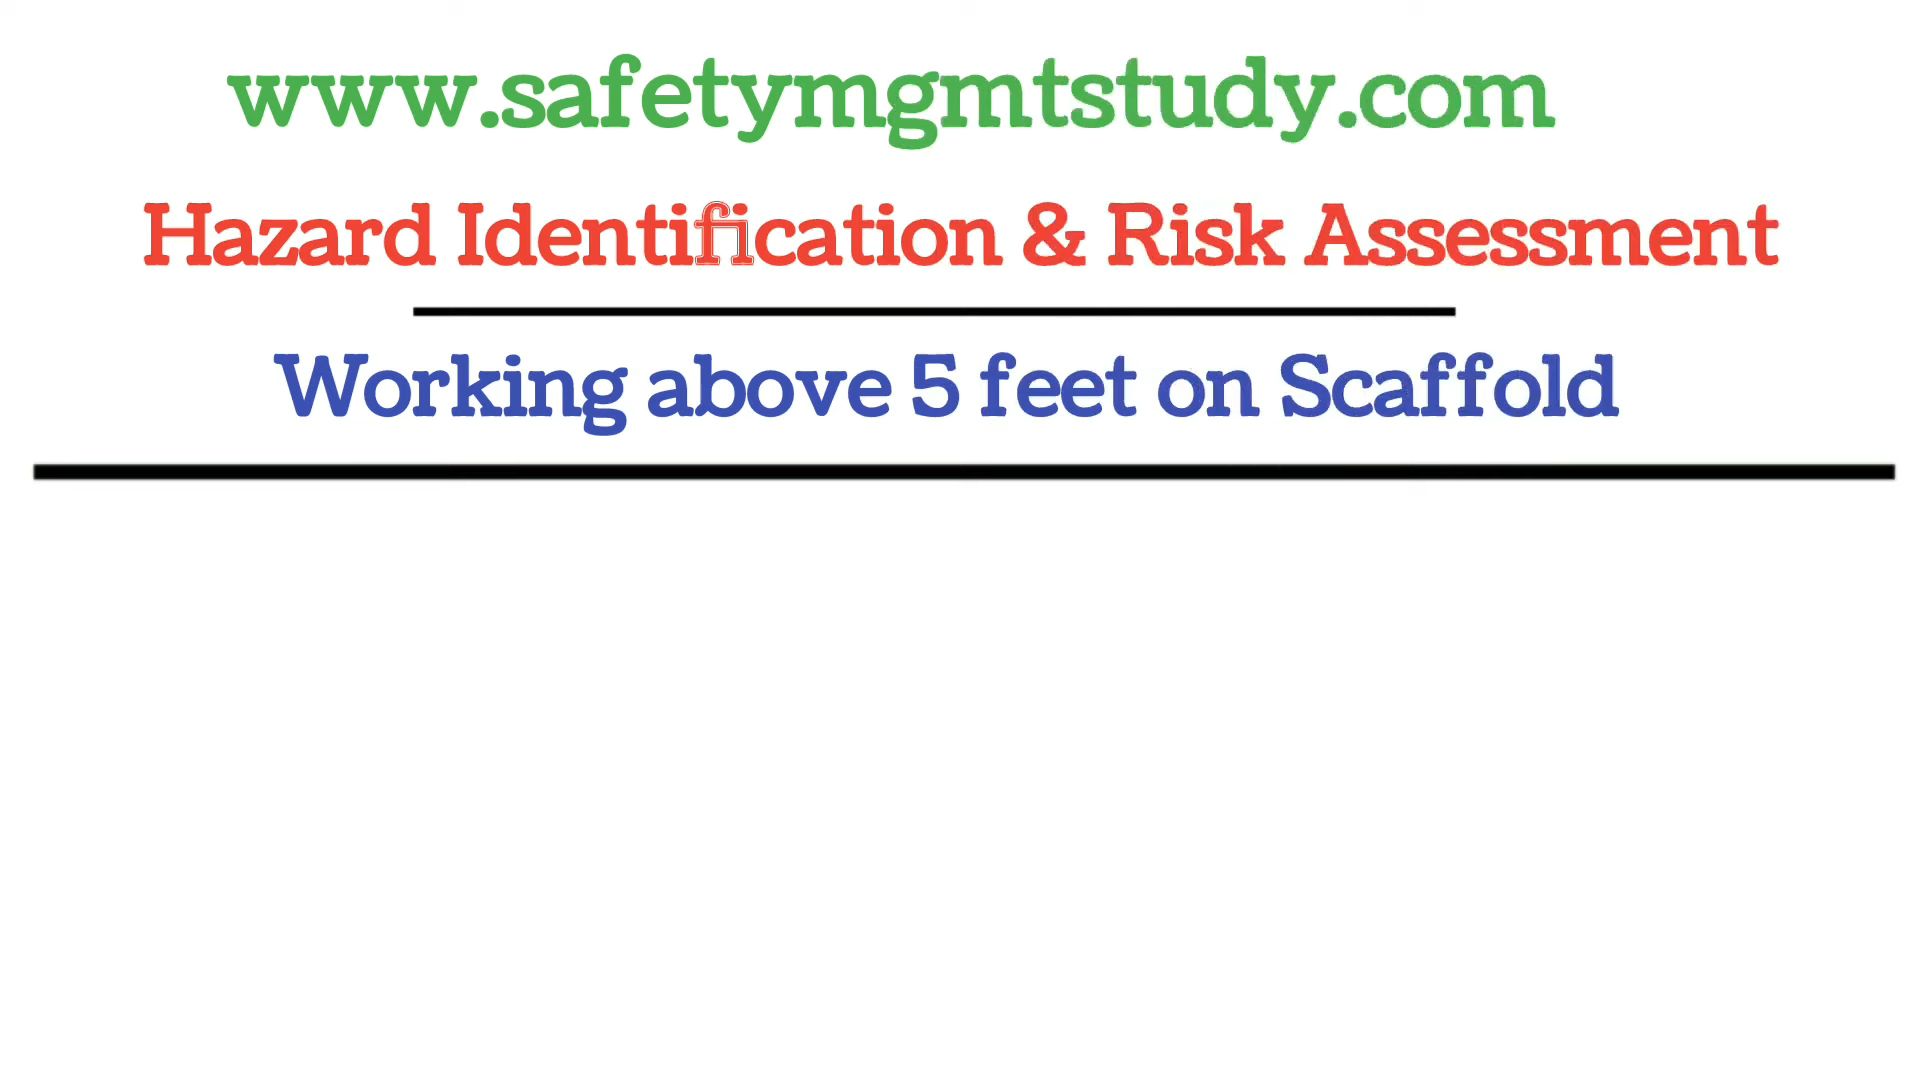 www.safetymgmtstudy.com
Hazard Identification & Risk Assessment
Working above 5 feet on Scaffold